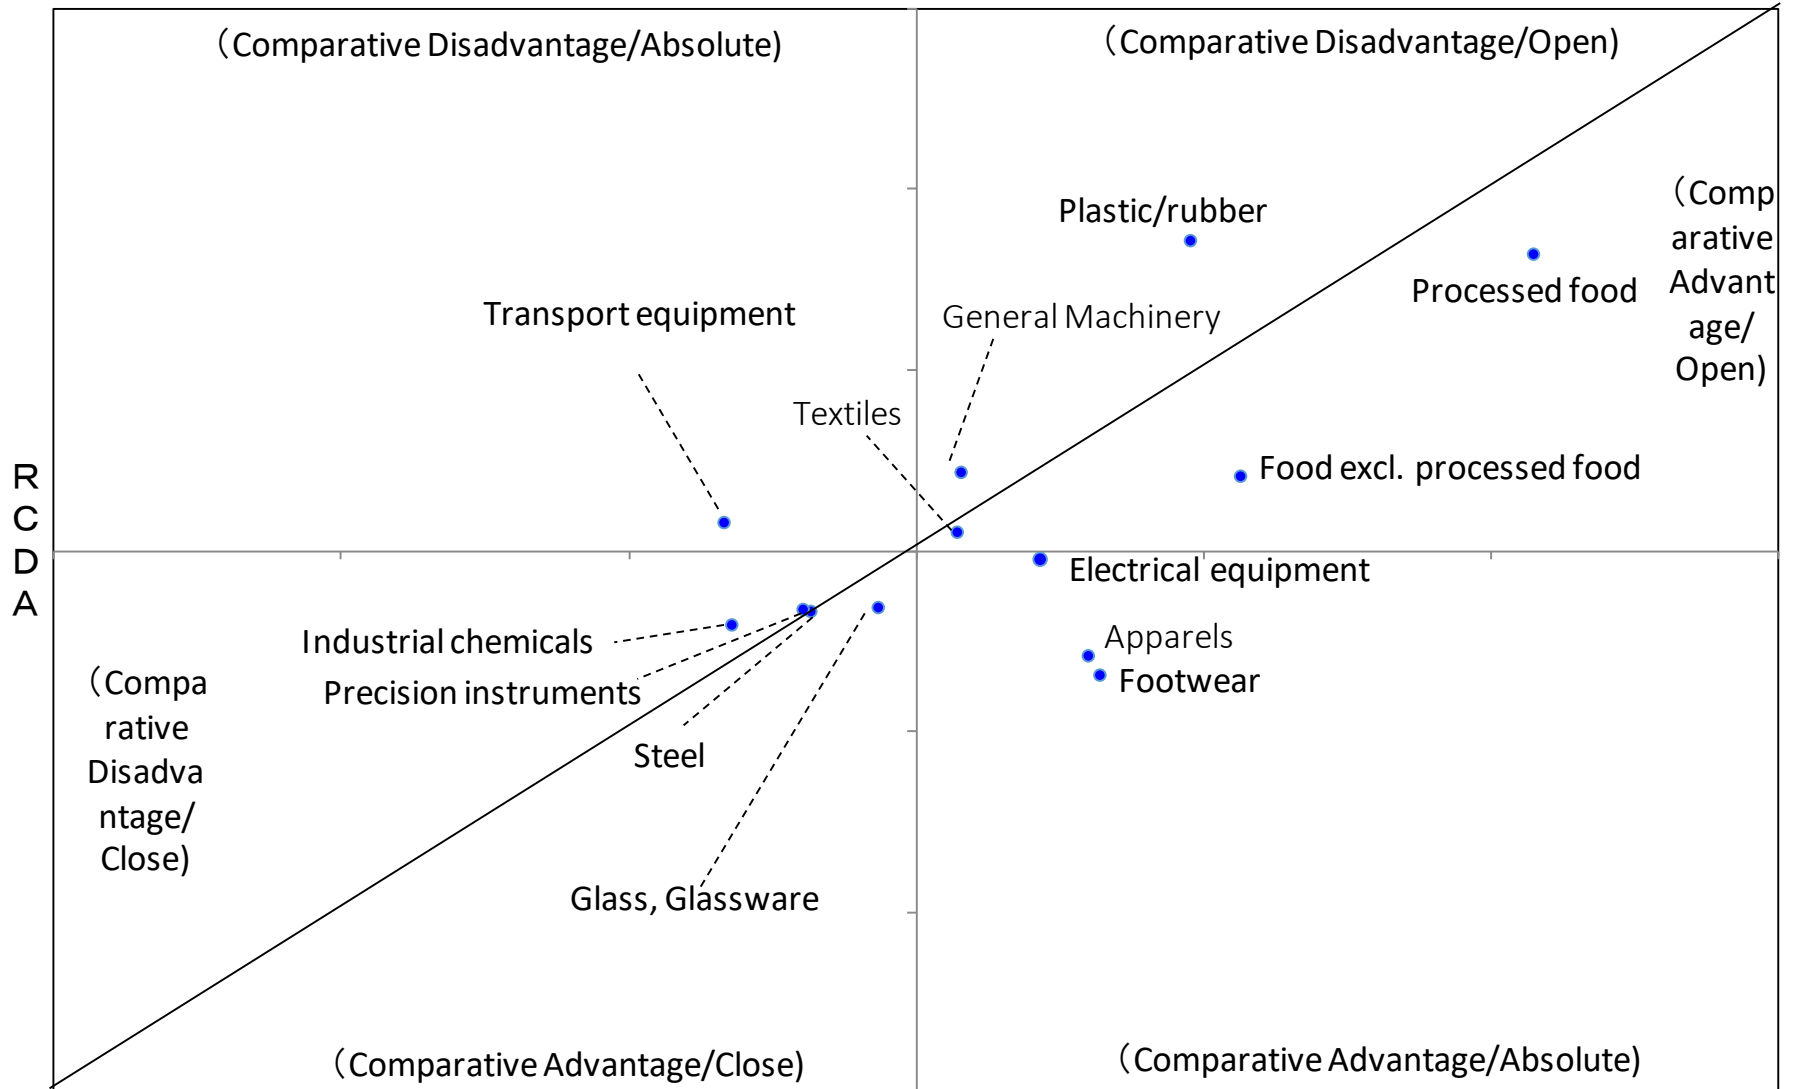 （Comparative Disadvantage/Absolute)
（Comparative Disadvantage/Open)
（Comp
arative
Advant
age/
Open)
Plastic/rubber
Processed food
Transport equipment
General Machinery
Textiles
Food excl. processed food
R
C
D
A
Electrical equipment
Industrial chemicals
Apparels
Precision instruments
Footwear
（Compa
rative
Disadva
ntage/
Close)
Steel
Glass, Glassware
（Comparative Advantage/Close)
（Comparative Advantage/Absolute)